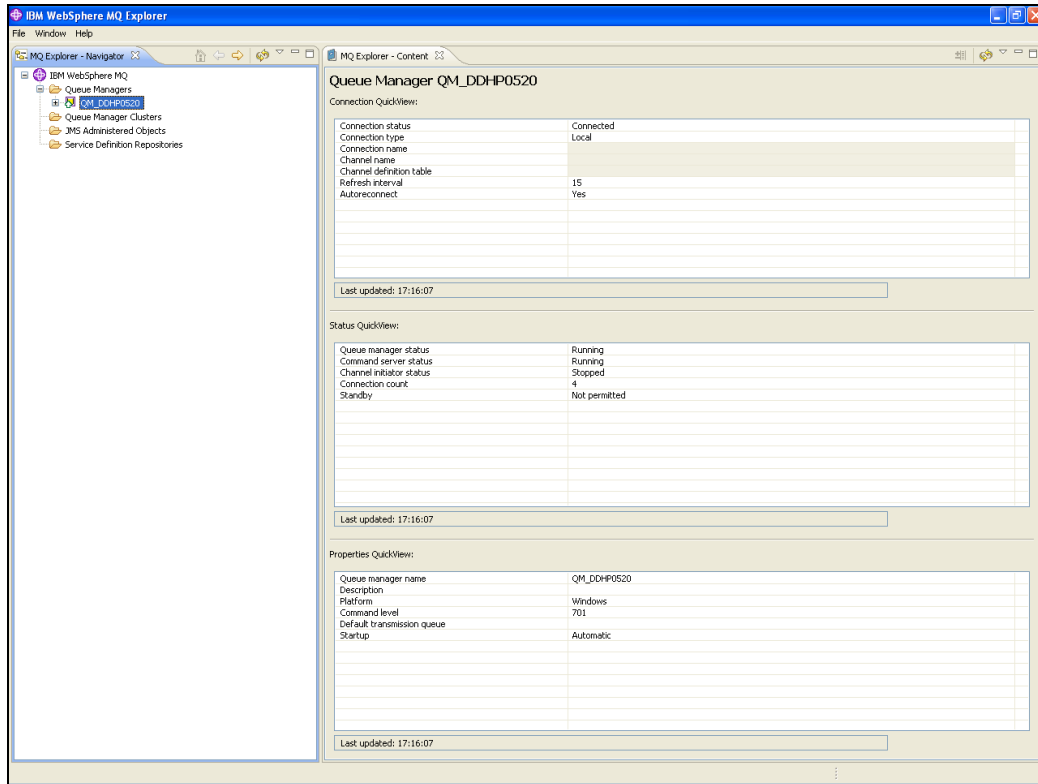 IBM WebSphere MQ Explorer
File Window Help
MQ Explorer - Navigator
IBM WebSphere MQ
Queue Managers
QM_DDHP0520
Queue Manager Clusters
JMS Administered Objects
Service Definition Repositories
MQ Explorer - Content
Queue Manager QM_DDHP0520
Connection QuickView:
Connection status Connected
Connection type Local
Connection name
Channel name
Channel definition table
Refresh interval 15
Autoreconnect Yes
Last updated: 17:16:07
Status QuickView:
Queue manager status Running
Command server status Running
Channel initiator status Stopped
Connection count 4
Standby Not permitted
Last updated: 17:16:07
Properties QuickView:
Queue manager name QM_DDHP0520
Description
Platform Windows
Command level 701
Default transmission queue
Startup Automatic
Last updated: 17:16:07